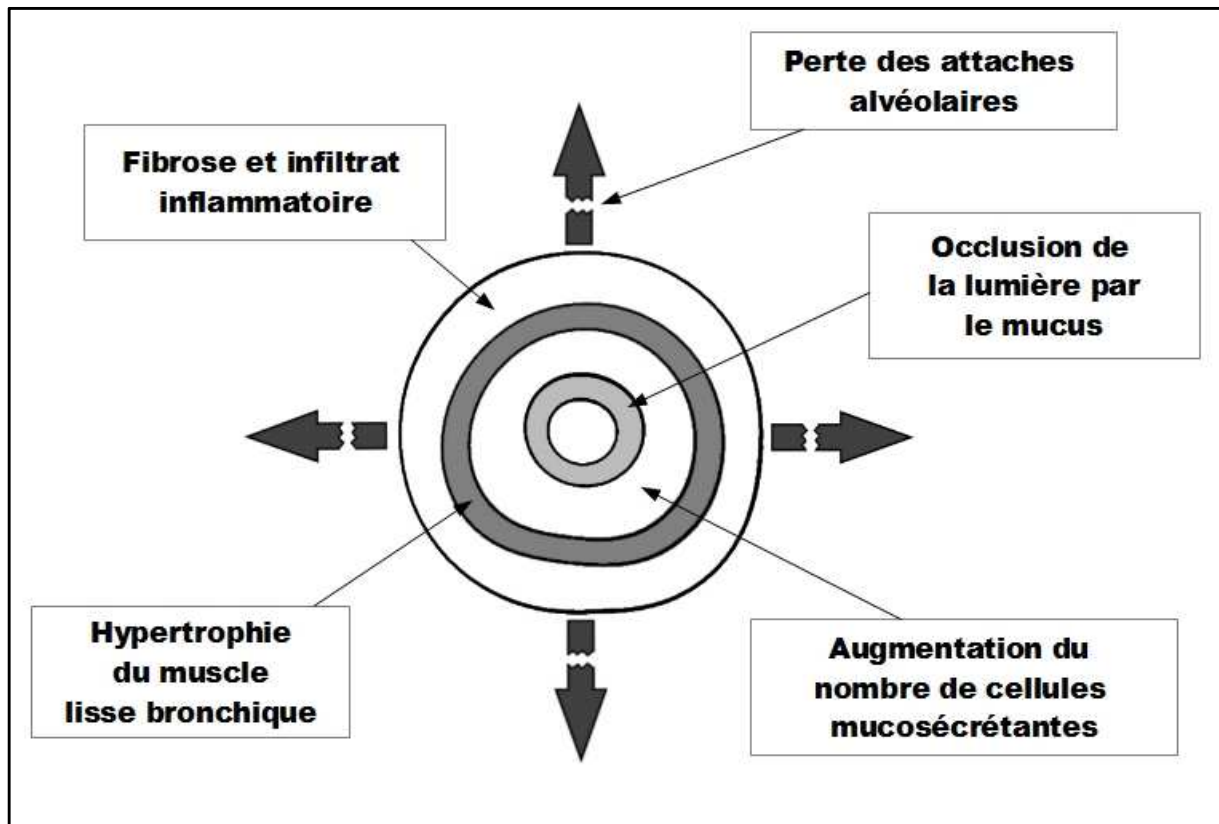 Perte des attaches
alvéolaires
Fibrose et infiltrat
inflammatoire
Occlusion de
la lumière par
le mucus
Hypertrophie
du muscle
lisse bronchique
Augmentation du
nombre de cellules
mucosécrétantes